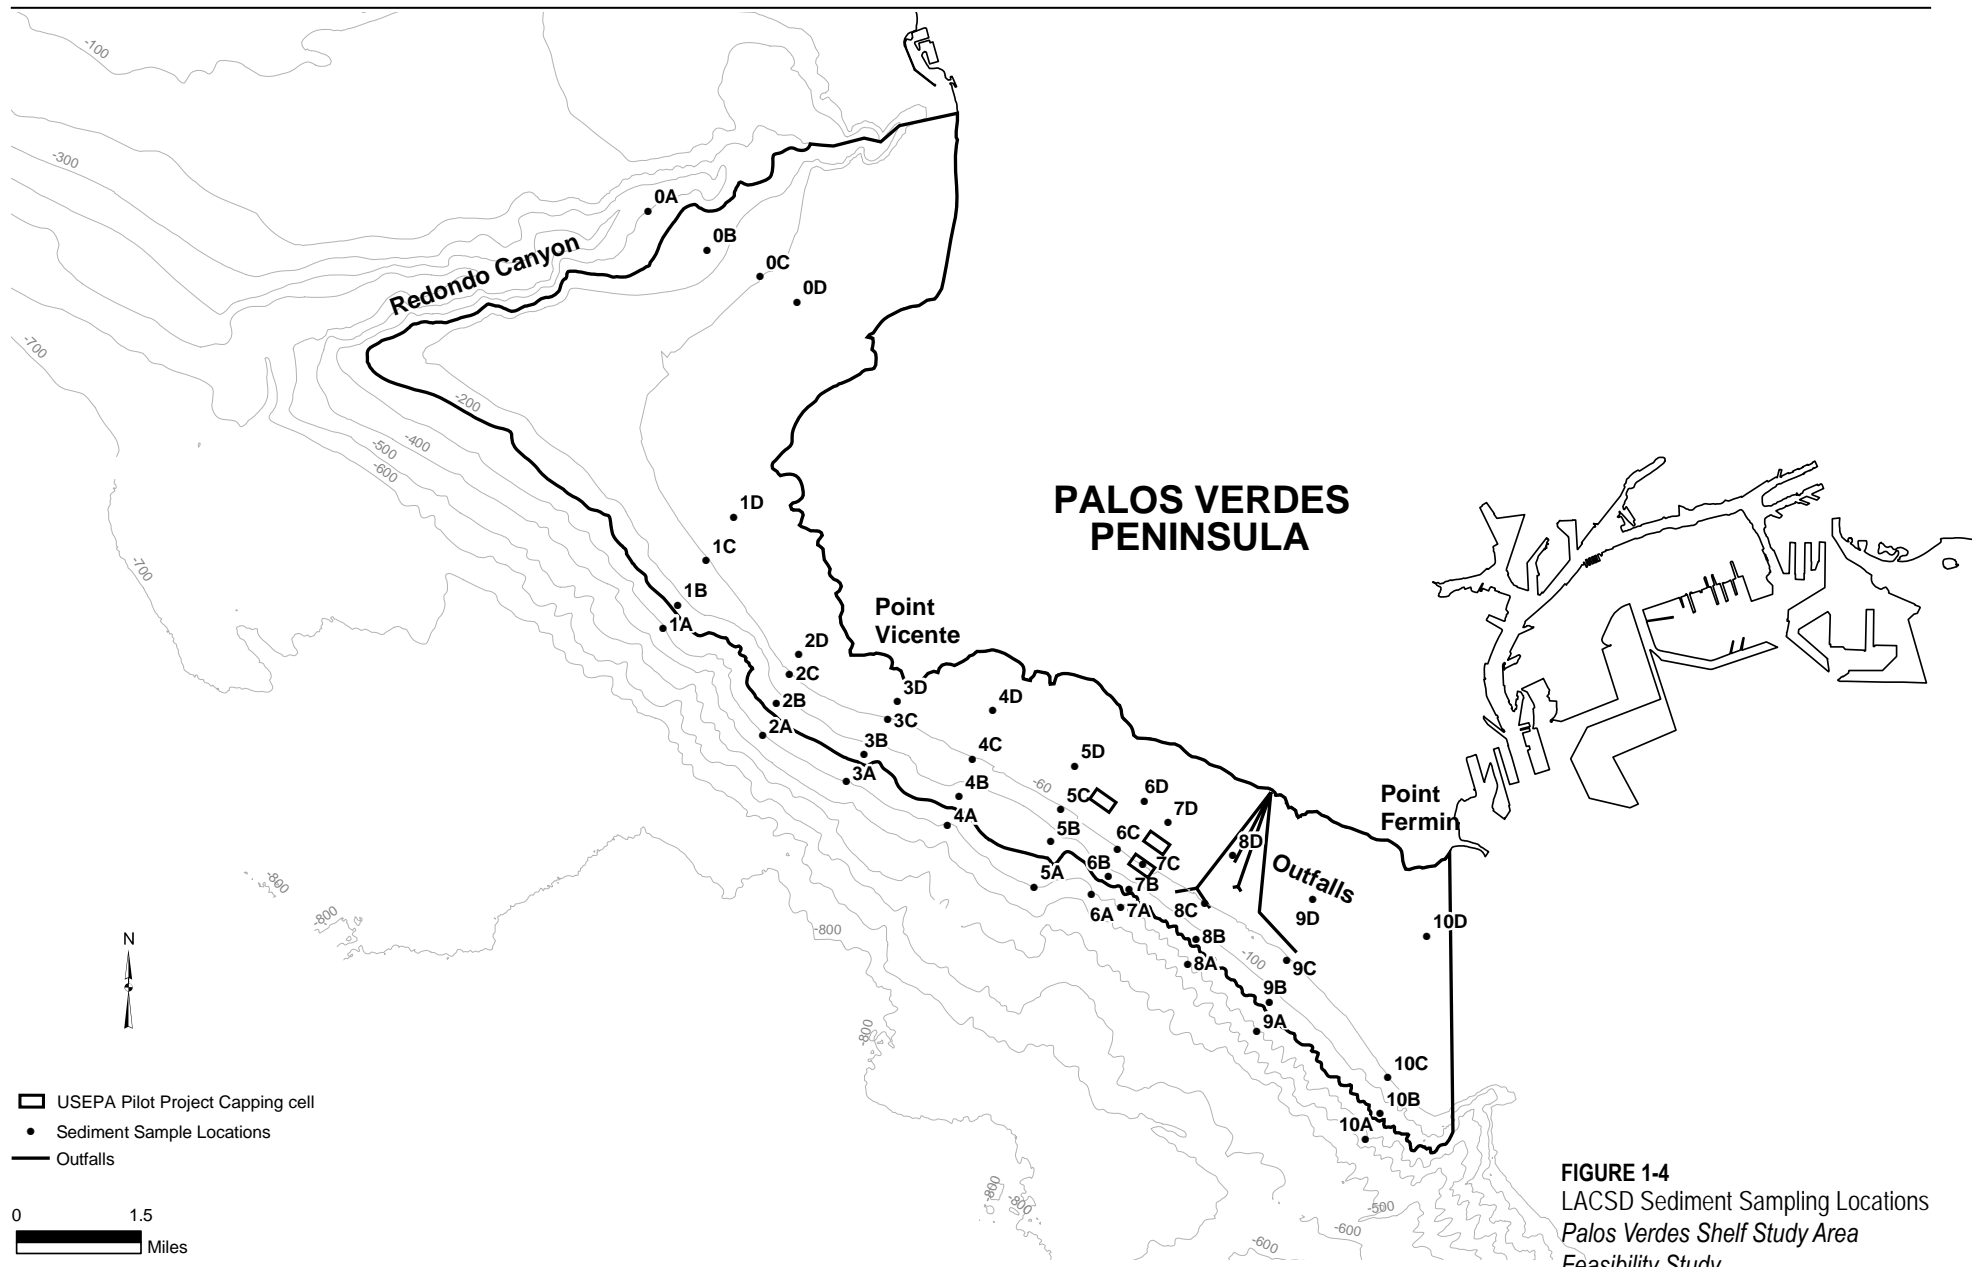 -100
-300
0A
0B
Redondo Canyon
0C
0D
-700
-200
-400
-500
-600
PALOS VERDES
PENINSULA
1D
1C
-700
1B
1A
Point
Vicente
2D
2C
2B
2A
3D
3C
3B
3A
4D
4C
4B
4A
-60
5D
5C
5B
5A
6D
6C
6B
6A
7D
7C
7B
7A
Point
Fermin
8D
8C
8B
8A
Outfalls
9D
9C
9B
9A
10D
10C
10B
10A
-100
-800
-800
-800
-800
-800
-800
-500
-600
-600
N
USEPA Pilot Project Capping cell
Sediment Sample Locations
Outfalls
0 1.5
Miles
FIGURE 1-4
LACSD Sediment Sampling Locations
Palos Verdes Shelf Study Area
Feasibility Study